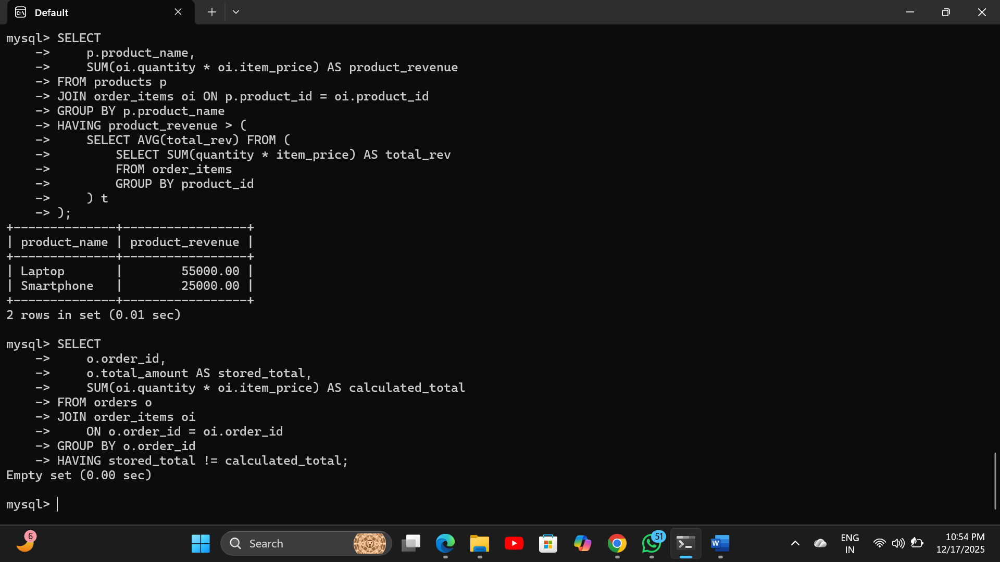 Default
mysql> SELECT
    ->     p.product_name,
    ->     SUM(oi.quantity * oi.item_price) AS product_revenue
    -> FROM products p
    -> JOIN order_items oi ON p.product_id = oi.product_id
    -> GROUP BY p.product_name
    -> HAVING product_revenue > (
    ->     SELECT AVG(total_rev) FROM (
    ->         SELECT SUM(quantity * item_price) AS total_rev
    ->         FROM order_items
    ->         GROUP BY product_id
    ->     ) t
    -> );
+--------------+-----------------+
| product_name | product_revenue |
+--------------+-----------------+
| Laptop       |        55000.00 |
| Smartphone   |        25000.00 |
+--------------+-----------------+
2 rows in set (0.01 sec)

mysql> SELECT
    ->     o.order_id,
    ->     o.total_amount AS stored_total,
    ->     SUM(oi.quantity * oi.item_price) AS calculated_total
    -> FROM orders o
    -> JOIN order_items oi
    ->     ON o.order_id = oi.order_id
    -> GROUP BY o.order_id
    -> HAVING stored_total != calculated_total;
Empty set (0.00 sec)

mysql>
6
Search
51
W
ENG
IN
10:54 PM
12/17/2025